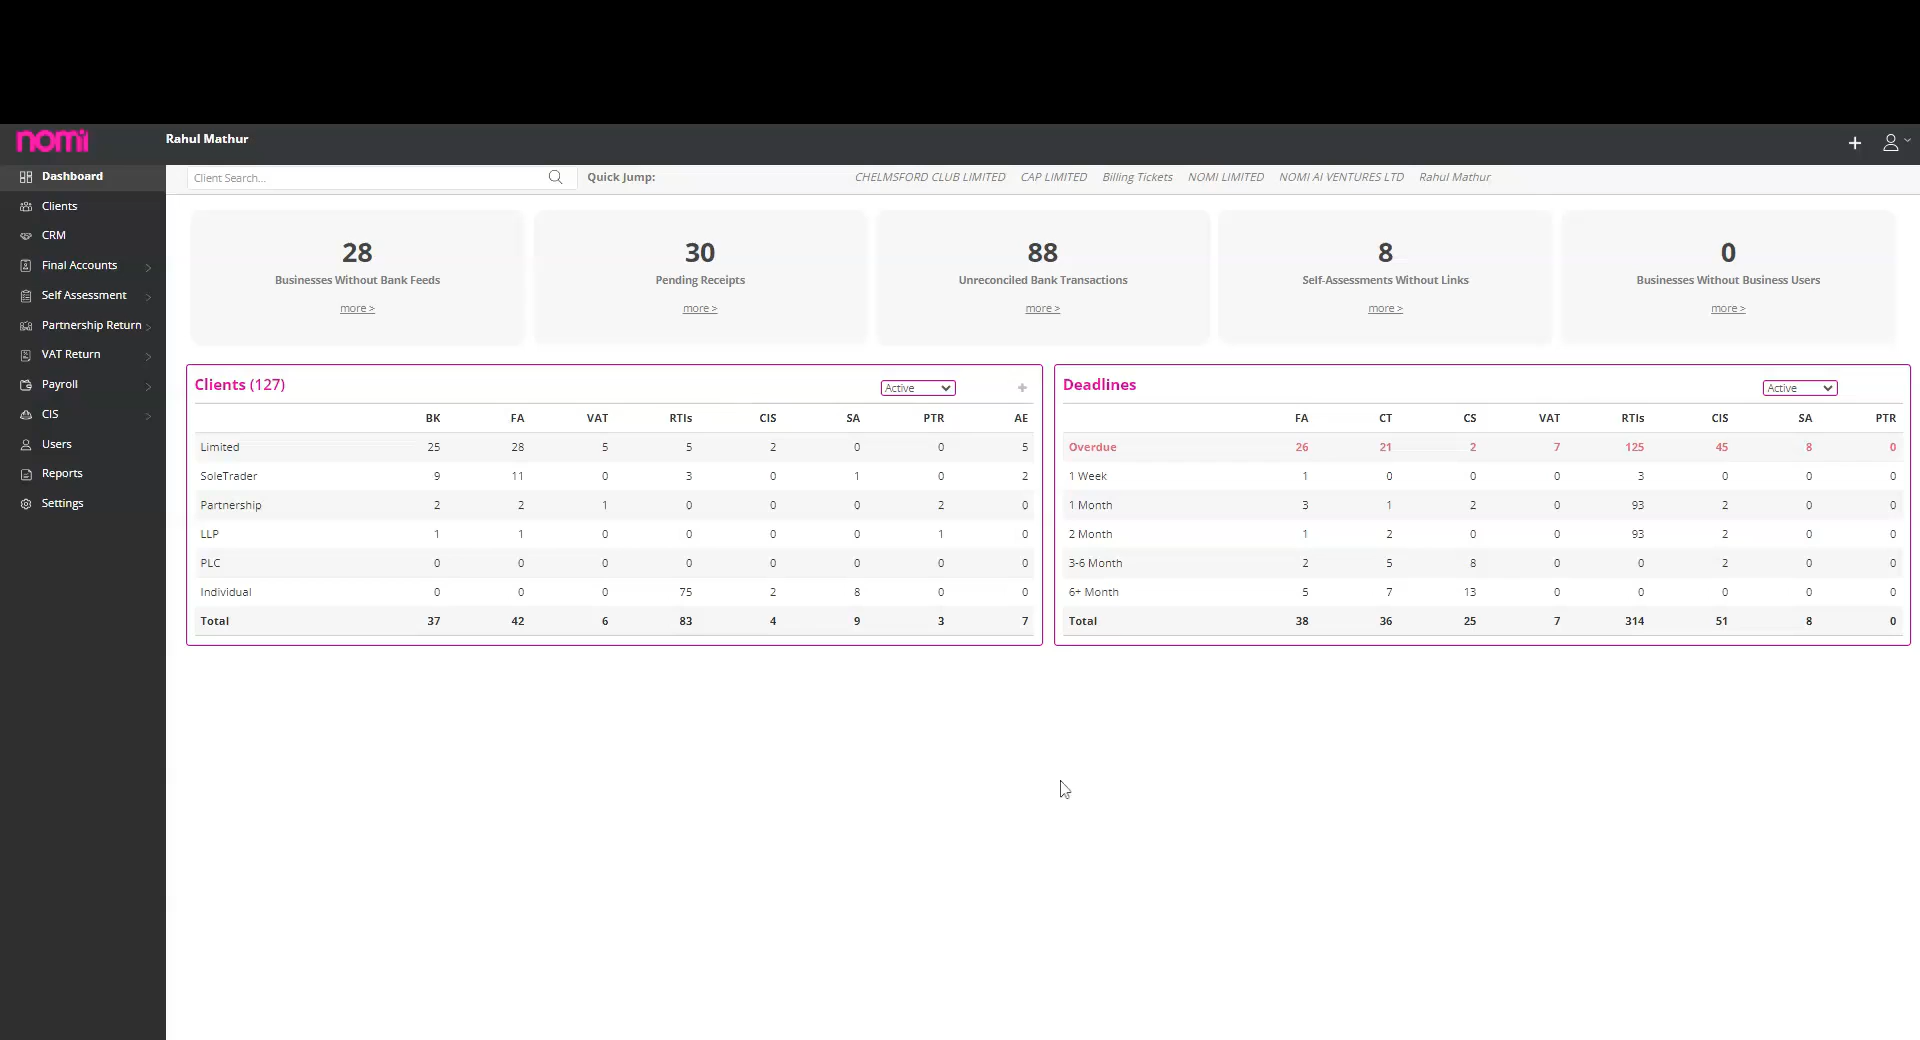 nomi
Rahul Mathur
Dashboard
Clients
CRM
Final Accounts
Self Assessment
Partnership Return
VAT Return
Payroll
CIS
Users
Reports
Settings
Client Search...
Quick Jump: CHELMSFORD CLUB LIMITED CAP LIMITED Billing Tickets NOMI LIMITED NOMI AI VENTURES LTD Rahul Mathur
28
Businesses Without Bank Feeds
more >
30
Pending Receipts
more >
88
Unreconciled Bank Transactions
more >
8
Self-Assessments Without Links
more >
0
Businesses Without Business Users
more >
Clients (127) Active
BK FA VAT RTIs CIS SA PTR AE
Limited 25 28 5 5 2 0 0 5
SoleTrader 9 11 0 3 0 1 0 2
Partnership 2 2 1 0 0 0 2 0
LLP 1 1 0 0 0 0 1 0
PLC 0 0 0 0 0 0 0 0
Individual 0 0 0 75 2 8 0 0
Total 37 42 6 83 4 9 3 7
Deadlines Active
FA CT CS VAT RTIs CIS SA PTR
Overdue 26 21 2 7 125 45 8 0
1 Week 1 0 0 0 3 0 0 0
1 Month 3 1 2 0 93 2 0 0
2 Month 1 2 0 0 93 2 0 0
3-6 Month 2 5 8 0 0 2 0 0
6+ Month 5 7 13 0 0 0 0 0
Total 38 36 25 7 314 51 8 0